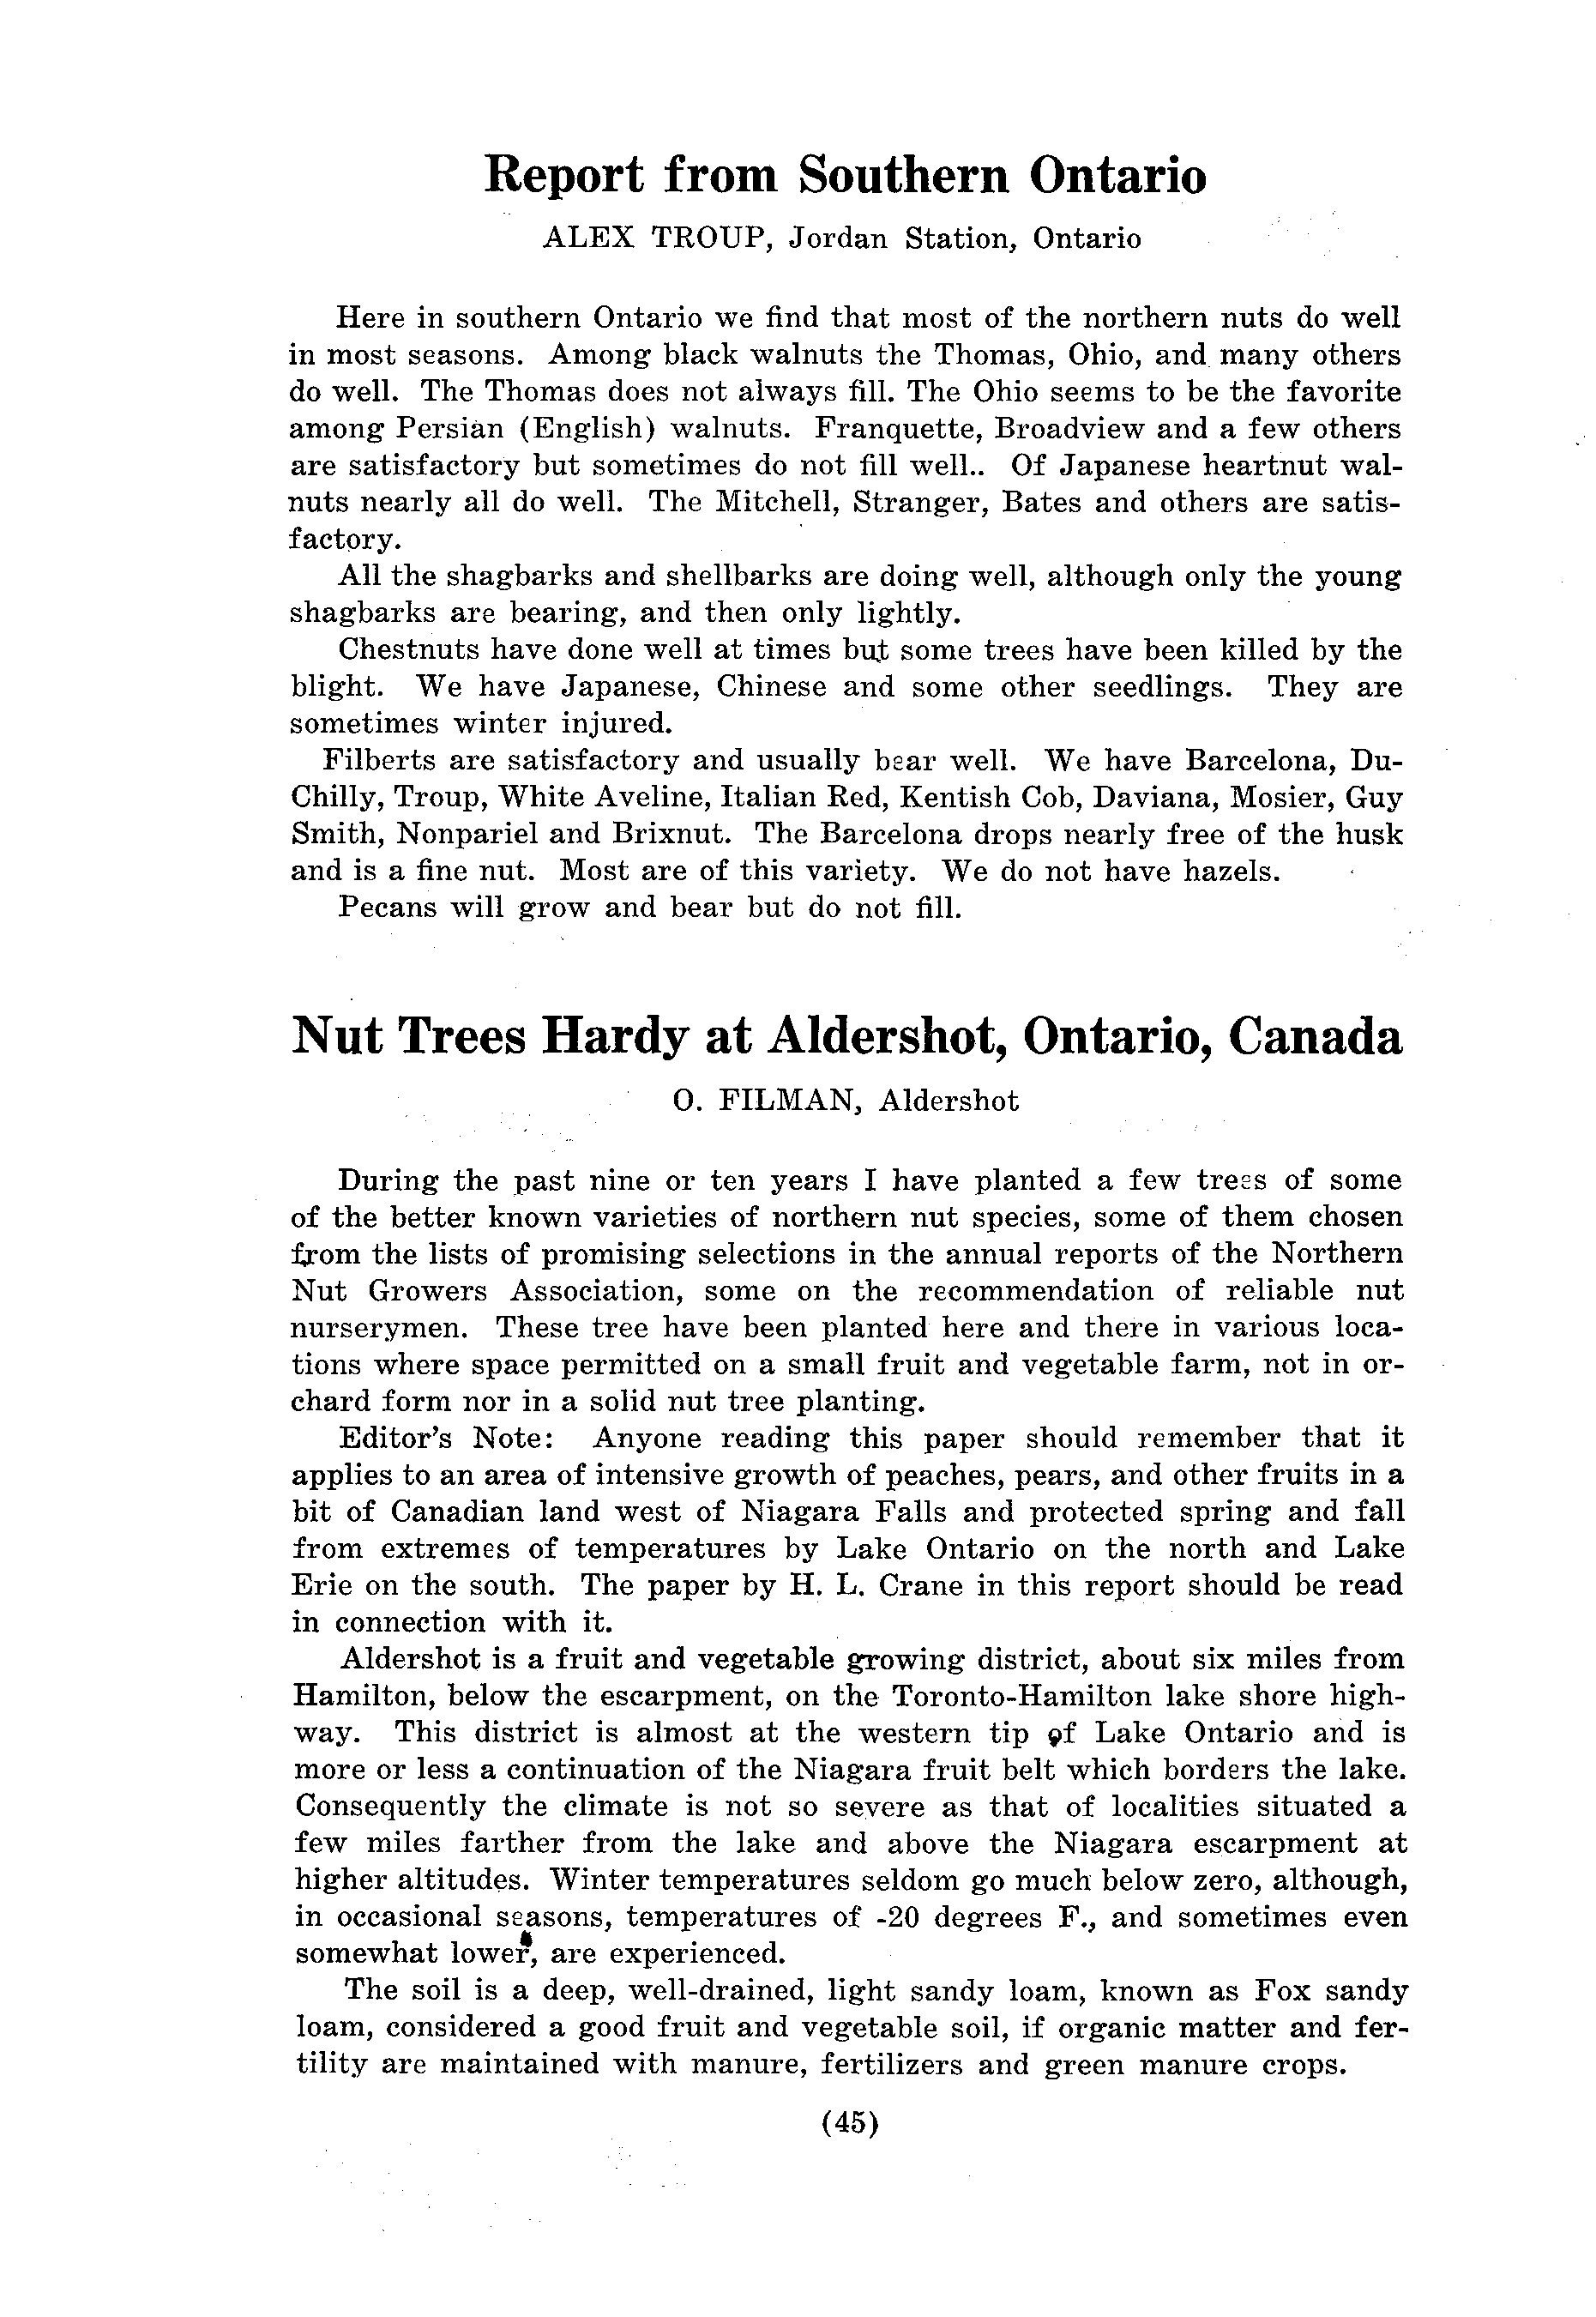 Report from Southern Ontario
ALEX TROUP, Jordan Station, Ontario
Here in southern Ontario we find that most of the northern nuts do well
in most seasons. Among black walnuts the Thomas, Ohio, and many others
do well. The Thomas does not always fill. The Ohio seems to be the favorite
among Persian (English) walnuts. Franquette, Broadview and a few others
are satisfactory but sometimes do not fill well.. Of Japanese heartnut wal-
nuts nearly all do well. The Mitchell, Stranger, Bates and others are satis-
factory.
All the shagbarks and shellbarks are doing well, although only the young
shagbarks are bearing, and then only lightly.
Chestnuts have done well at times but some trees have been killed by the
blight. We have Japanese, Chinese and some other seedlings. They are
sometimes winter injured.
Filberts are satisfactory and usually bear well. We have Barcelona, Du-
Chilly, Troup, White Aveline, Italian Red, Kentish Cob, Daviana, Mosier, Guy
Smith, Nonpariel and Brixnut. The Barcelona drops nearly free of the husk
and is a fine nut. Most are of this variety. We do not have hazels.
Pecans will grow and bear but do not fill.
Nut Trees Hardy at Aldershot, Ontario, Canada
O. FILMAN, Aldershot
During the past nine or ten years I have planted a few trees of some
of the better known varieties of northern nut species, some of them chosen
from the lists of promising selections in the annual reports of the Northern
Nut Growers Association, some on the recommendation of reliable nut
nurserymen. These tree have been planted here and there in various loca-
tions where space permitted on a small fruit and vegetable farm, not in or-
chard form nor in a solid nut tree planting.
Editor's Note: Anyone reading this paper should remember that it
applies to an area of intensive growth of peaches, pears, and other fruits in a
bit of Canadian land west of Niagara Falls and protected spring and fall
from extremes of temperatures by Lake Ontario on the north and Lake
Erie on the south. The paper by H. L. Crane in this report should be read
in connection with it.
Aldershot is a fruit and vegetable growing district, about six miles from
Hamilton, below the escarpment, on the Toronto-Hamilton lake shore high-
way. This district is almost at the western tip of Lake Ontario and is
more or less a continuation of the Niagara fruit belt which borders the lake.
Consequently the climate is not so severe as that of localities situated a
few miles farther from the lake and above the Niagara escarpment at
higher altitudes. Winter temperatures seldom go much below zero, although,
in occasional seasons, temperatures of -20 degrees F., and sometimes even
somewhat lower, are experienced.
The soil is a deep, well-drained, light sandy loam, known as Fox sandy
loam, considered a good fruit and vegetable soil, if organic matter and fer-
tility are maintained with manure, fertilizers and green manure crops.
(45)